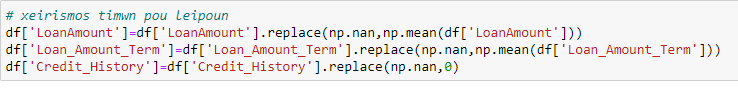 # xeirismos timwn pou leipoun
df['LoanAmount']=df['LoanAmount'].replace(np.nan,np.mean(df['LoanAmount']))
df['Loan_Amount_Term']=df['Loan_Amount_Term'].replace(np.nan,np.mean(df['Loan_Amount_Term']))
df['Credit_History']=df['Credit_History'].replace(np.nan,0)